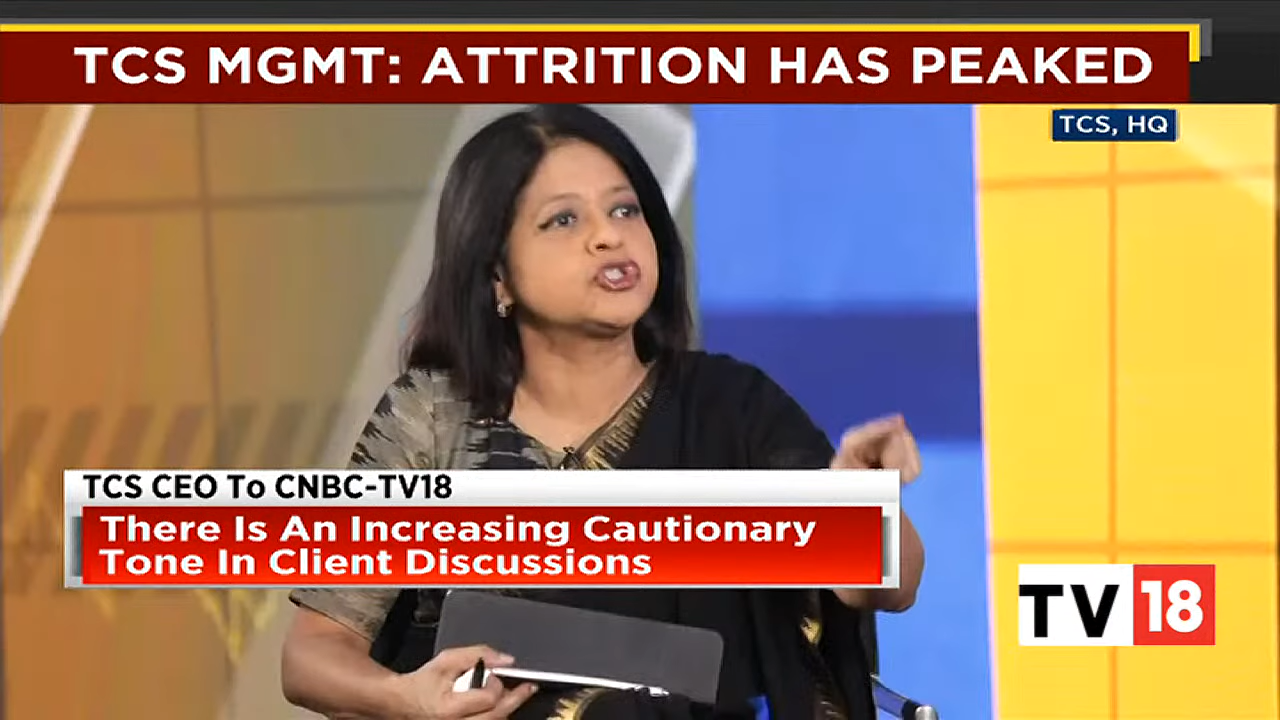 TCS MGMT: ATTRITION HAS PEAKED
TCS, HQ
TCS CEO To CNBC-TV18
There Is An Increasing Cautionary
Tone In Client Discussions
TV18